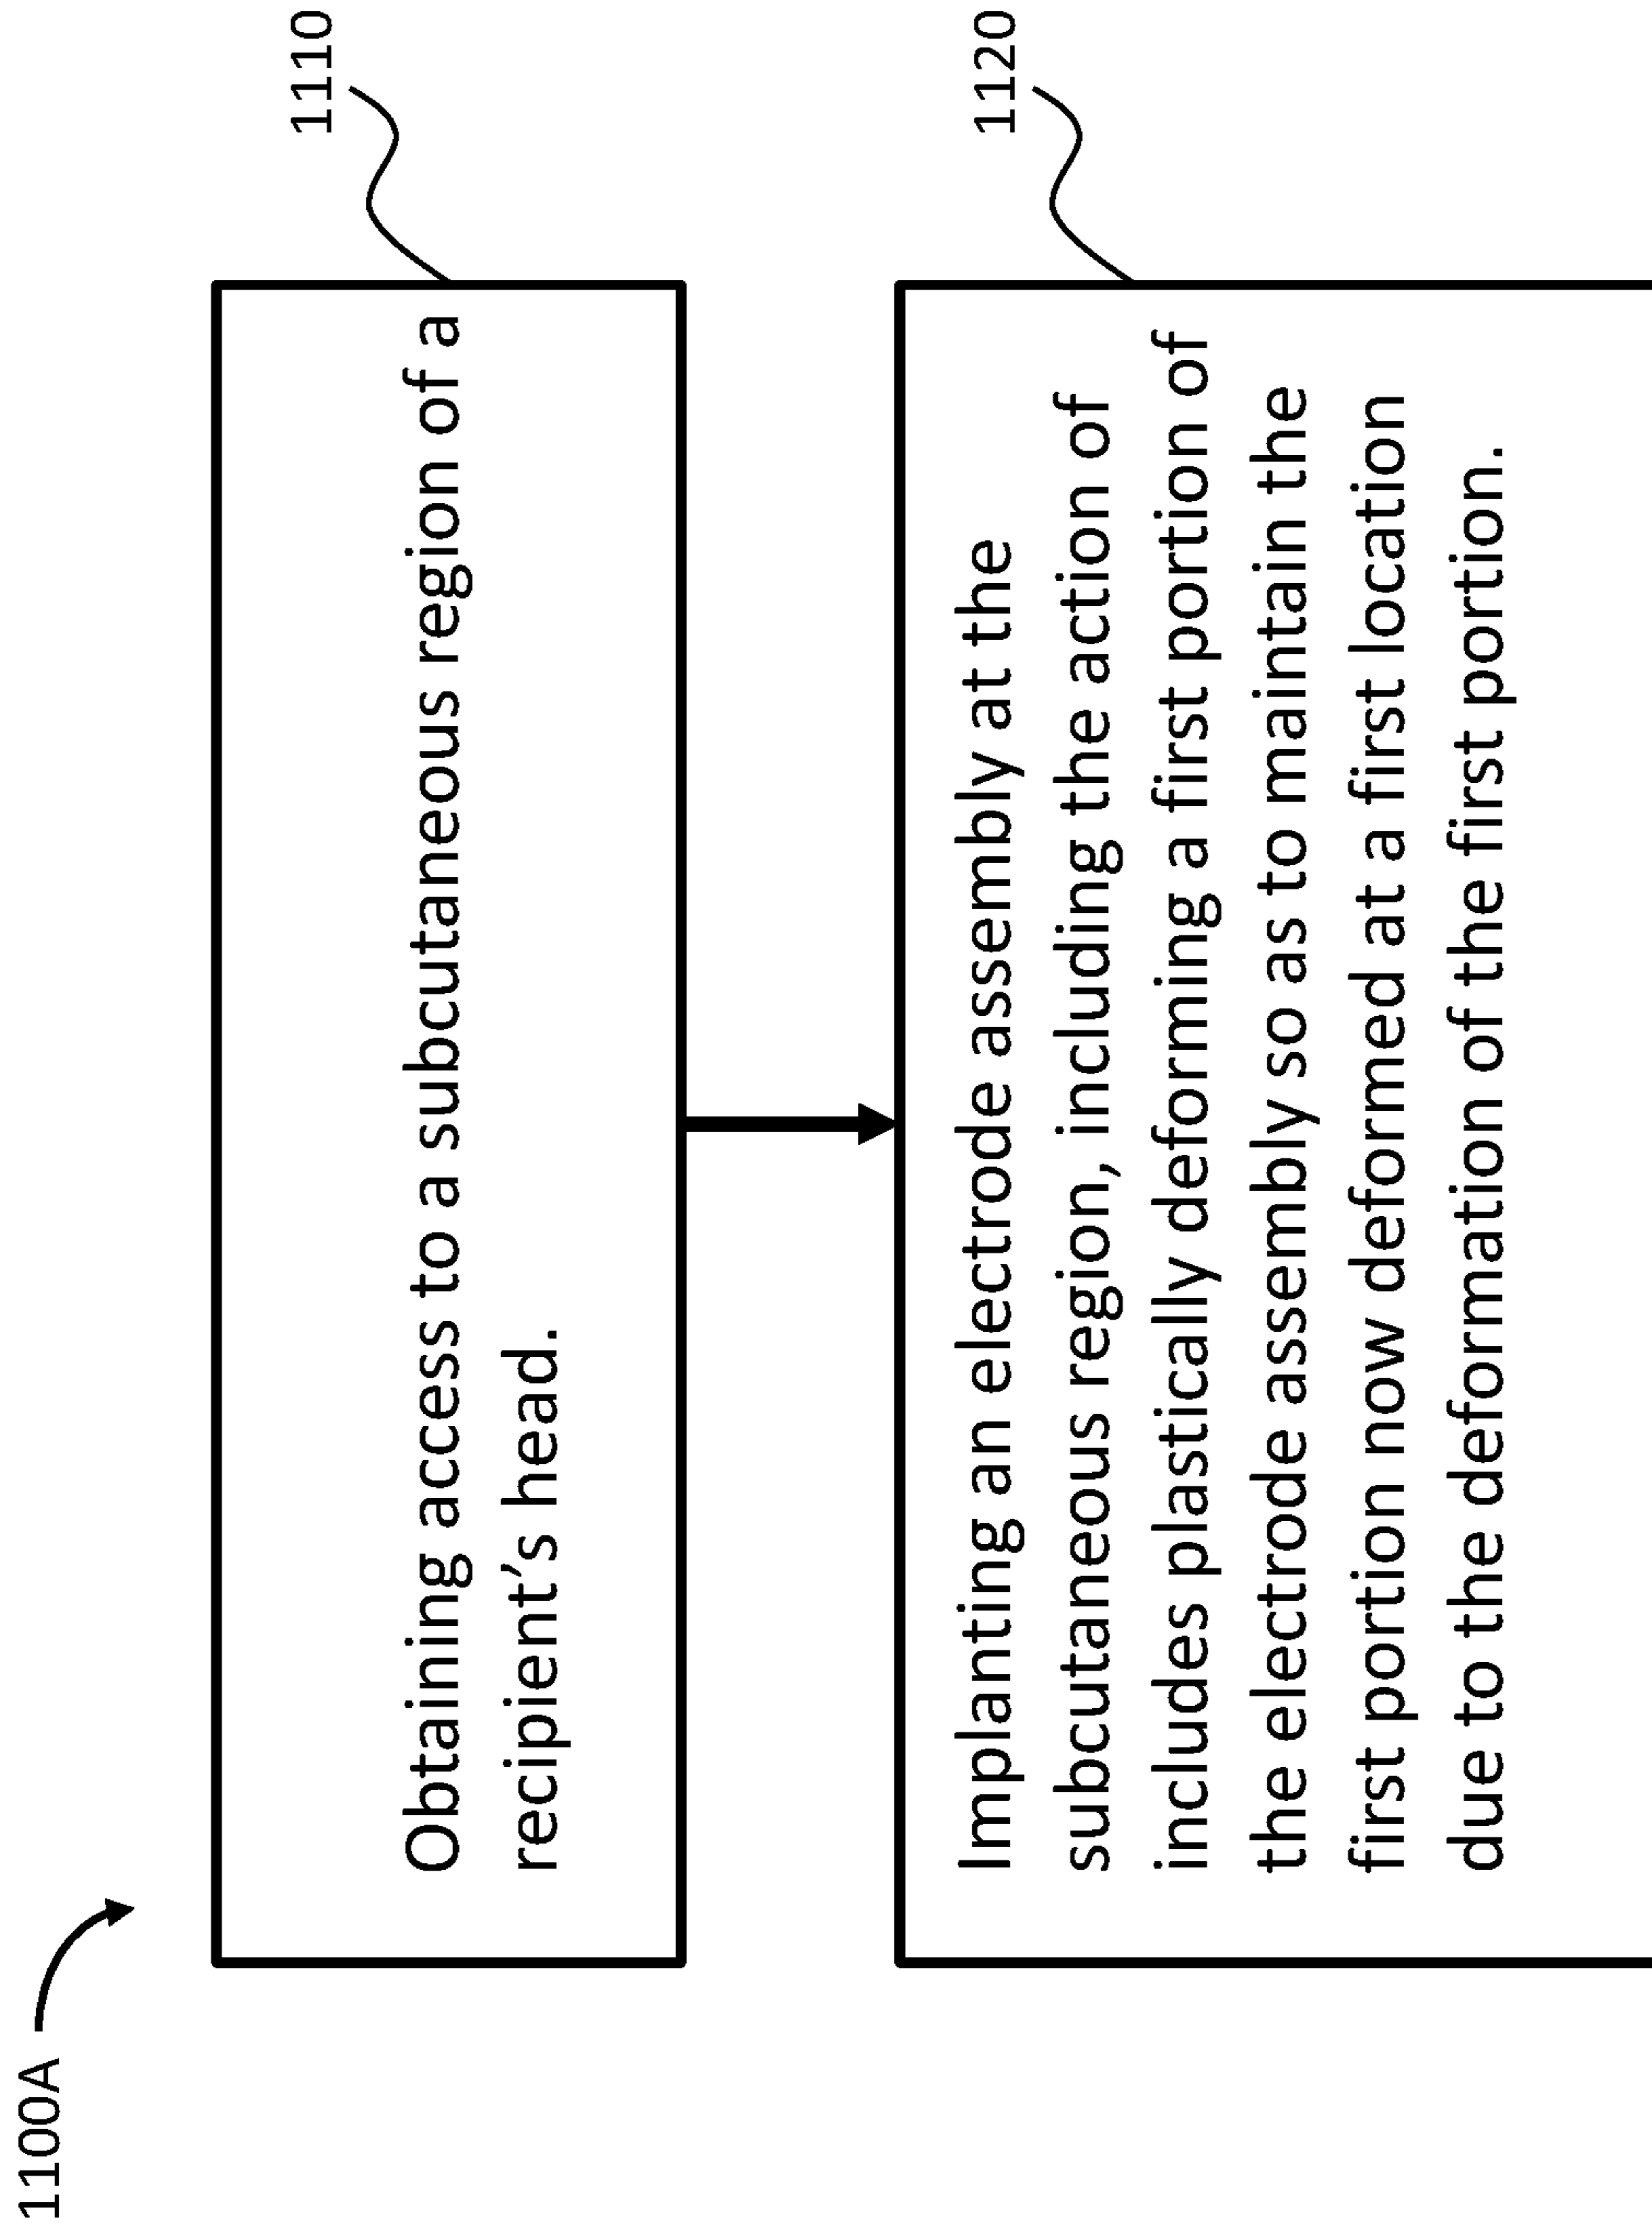 1100A
1110
Obtaining access to a subcutaneous region of a
recipient's head.
1120
Implanting an electrode assembly at the
subcutaneous region, including the action of
includes plastically deforming a first portion of
the electrode assembly so as to maintain the
first portion now deformed at a first location
due to the deformation of the first portion.